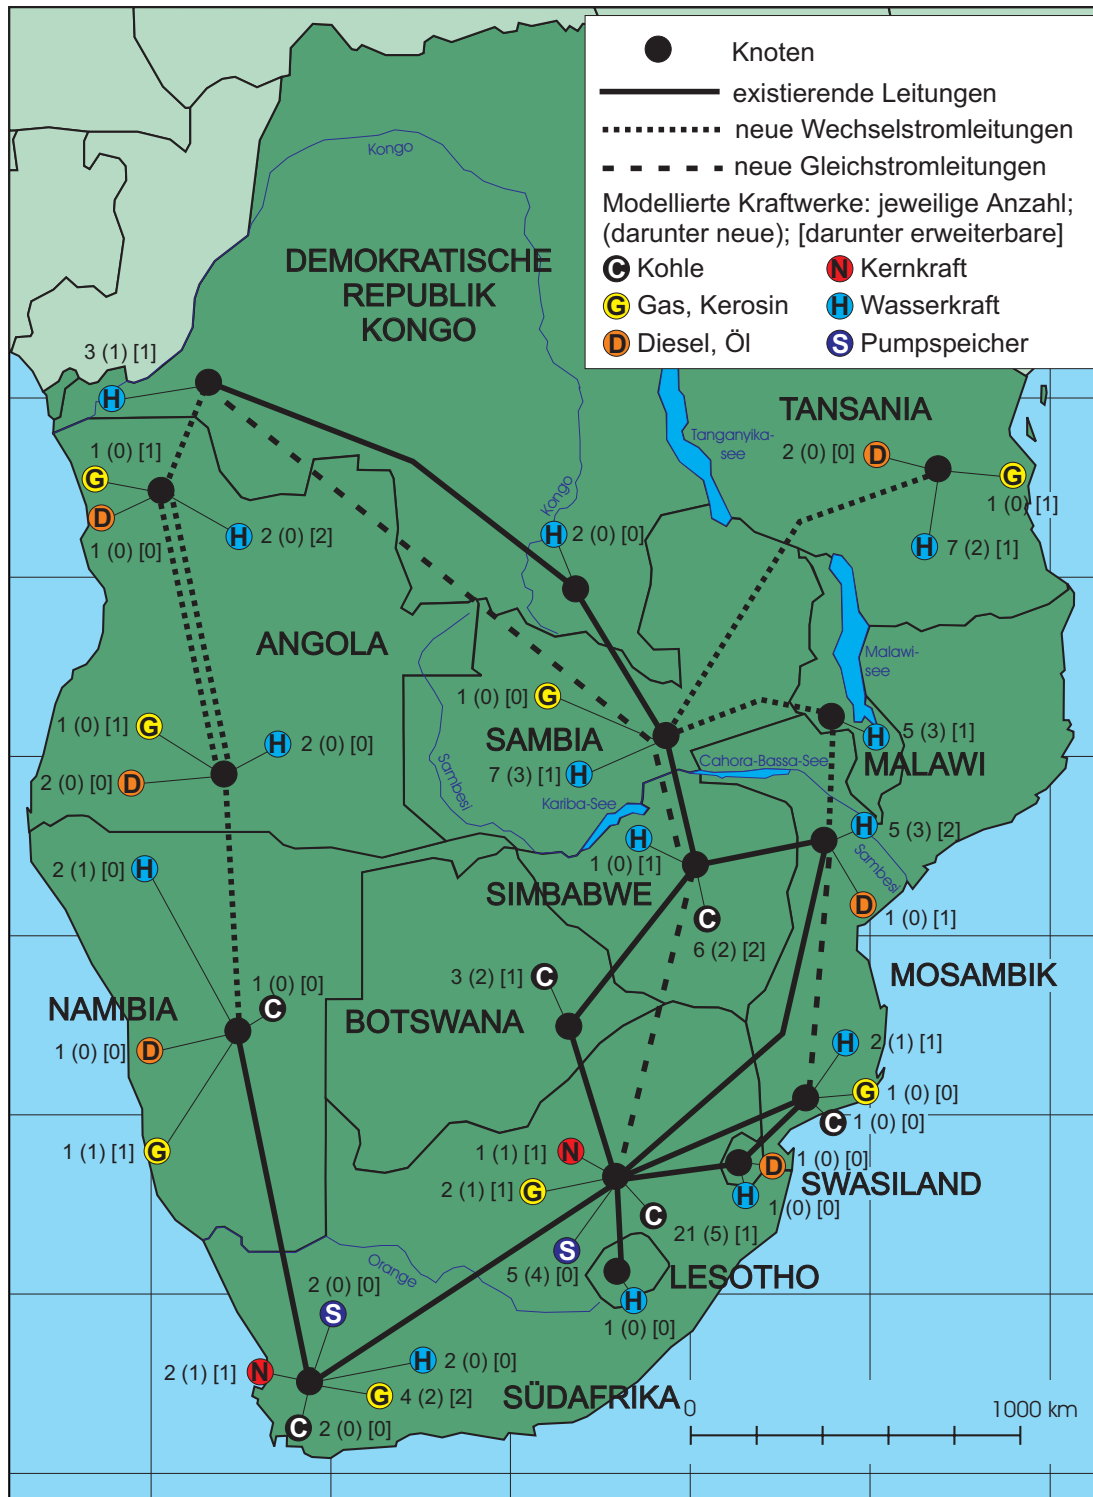 Knoten
existierende Leitungen
neue Wechselstromleitungen
neue Gleichstromleitungen
Modellierte Kraftwerke: jeweilige Anzahl;
(darunter neue); [darunter erweiterbare]
C Kohle
N Kernkraft
G Gas, Kerosin
H Wasserkraft
D Diesel, Öl
S Pumpspeicher
Kongo
DEMOKRATISCHE
REPUBLIK
KONGO
3 (1) [1]
H
TANSANIA
Tanganyika-
see
2 (0) [0]
D
G
1 (0) [1]
H
7 (2) [1]
1 (0) [1]
G
D
1 (0) [0]
H
2 (0) [2]
Kongo
H
2 (0) [0]
ANGOLA
Malawi-
see
1 (0) [0]
G
1 (0) [1]
G
H
2 (0) [0]
2 (0) [0]
D
SAMBIA
7 (3) [1]
H
Sambesi
Kariba-See
Cahora-Bassa-See
H
5 (3) [1]
MALAWI
H
5 (3) [2]
Sambesi
D
1 (0) [1]
H
1 (0) [1]
SIMBABWE
C
6 (2) [2]
2 (1) [0]
H
3 (2) [1]
C
MOSAMBIK
1 (0) [0]
C
NAMIBIA
BOTSWANA
1 (0) [0]
D
H
2 (1) [1]
G
1 (0) [0]
C
1 (0) [0]
1 (1) [1]
G
1 (1) [1]
N
2 (1) [1]
G
D
1 (0) [0]
SWASILAND
H
1 (0) [0]
C
21 (5) [1]
S
5 (4) [0]
LESOTHO
H
1 (0) [0]
Orange
2 (0) [0]
S
2 (1) [1]
N
H
2 (0) [0]
G
4 (2) [2]
C
2 (0) [0]
SÜDAFRIKA
0
1000 km